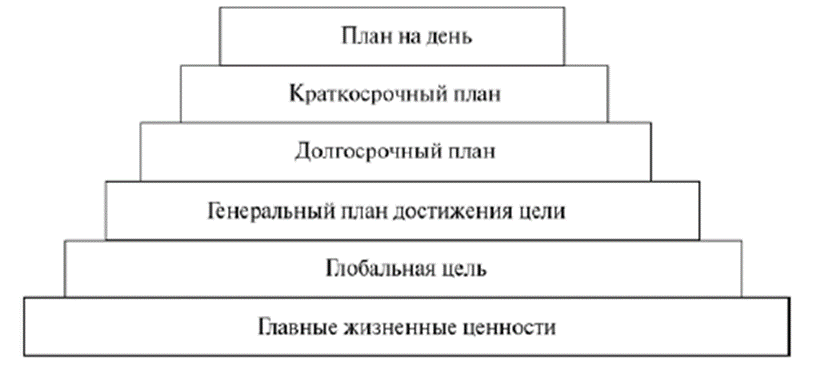 План на день
Краткосрочный план
Долгосрочный план
Генеральный план достижения цели
Глобальная цель
Главные жизненные ценности